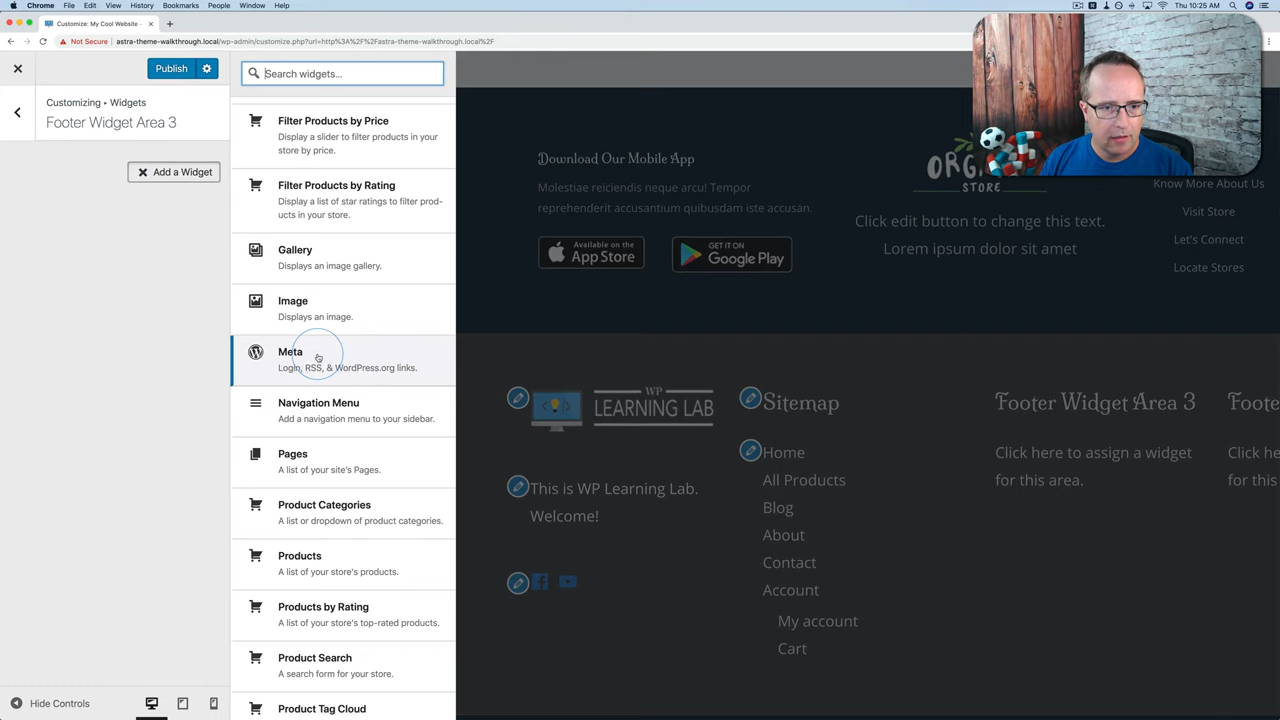 Chrome File Edit View History Bookmarks People Window Help
Thu 10:25 AM
Customize: My Cool Website -
Not Secure astra-theme-walkthrough.local/wp-admin/customize.php?url=http%3A%2F%2Fastra-theme-walkthrough.local%2F
Publish
Customizing ▸ Widgets
Footer Widget Area 3
Add a Widget
Hide Controls
Search widgets...
Filter Products by Price
Display a slider to filter products in your
store by price.
Filter Products by Rating
Display a list of star ratings to filter prod-
ucts in your store.
Gallery
Displays an image gallery.
Image
Displays an image.
Meta
Login, RSS, & WordPress.org links.
Navigation Menu
Add a navigation menu to your sidebar.
Pages
A list of your site's Pages.
Product Categories
A list or dropdown of product categories.
Products
A list of your store's products.
Products by Rating
A list of your store's top-rated products.
Product Search
A search form for your store.
Product Tag Cloud
Download Our Mobile App
Molestiae reiciendis neque arcu! Tempor
reprehenderit accusantium quibusdam iste accusan.
Available on the
App Store
GET IT ON
Google Play
STORE
Click edit button to change this text.
Lorem ipsum dolor sit amet
Know More About Us
Visit Store
Let's Connect
Locate Stores
WP
LEARNING LAB
This is WP Learning Lab.
Welcome!
Sitemap
Home
All Products
Blog
About
Contact
Account
My account
Cart
Footer Widget Area 3
Click here to assign a widget
for this area.
Click he
for this